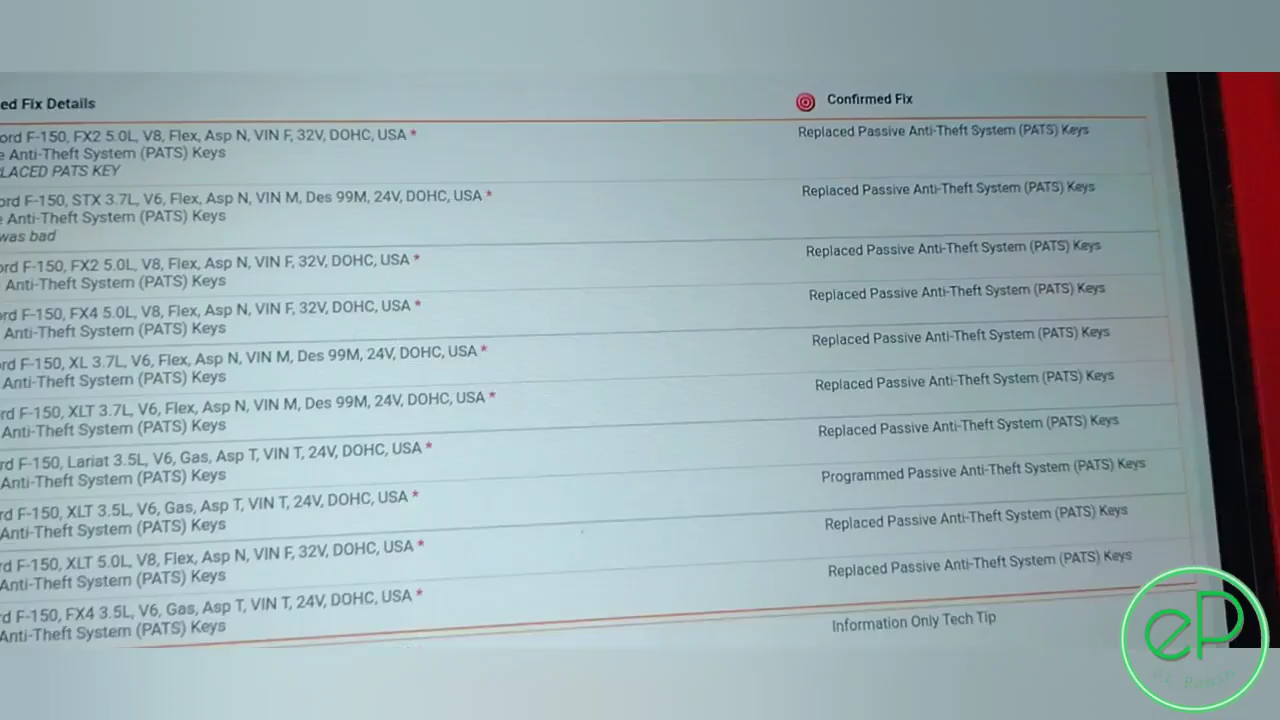 ed Fix Details
Confirmed Fix
ord F-150, FX2 5.0L, V8, Flex, Asp N, VIN F, 32V, DOHC, USA *
Replaced Passive Anti-Theft System (PATS) Keys
e Anti-Theft System (PATS) Keys
LACED PATS KEY
ord F-150, STX 3.7L, V6, Flex, Asp N, VIN M, Des 99M, 24V, DOHC, USA *
Replaced Passive Anti-Theft System (PATS) Keys
e Anti-Theft System (PATS) Keys
was bad
ord F-150, FX2 5.0L, V8, Flex, Asp N, VIN F, 32V, DOHC, USA *
Replaced Passive Anti-Theft System (PATS) Keys
Anti-Theft System (PATS) Keys
ord F-150, FX4 5.0L, V8, Flex, Asp N, VIN F, 32V, DOHC, USA *
Replaced Passive Anti-Theft System (PATS) Keys
Anti-Theft System (PATS) Keys
ord F-150, XL 3.7L, V6, Flex, Asp N, VIN M, Des 99M, 24V, DOHC, USA *
Replaced Passive Anti-Theft System (PATS) Keys
Anti-Theft System (PATS) Keys
rd F-150, XLT 3.7L, V6, Flex, Asp N, VIN M, Des 99M, 24V, DOHC, USA *
Replaced Passive Anti-Theft System (PATS) Keys
Anti-Theft System (PATS) Keys
rd F-150, Lariat 3.5L, V6, Gas, Asp T, VIN T, 24V, DOHC, USA *
Replaced Passive Anti-Theft System (PATS) Keys
Anti-Theft System (PATS) Keys
rd F-150, XLT 3.5L, V6, Gas, Asp T, VIN T, 24V, DOHC, USA *
Programmed Passive Anti-Theft System (PATS) Keys
Anti-Theft System (PATS) Keys
rd F-150, XLT 5.0L, V8, Flex, Asp N, VIN F, 32V, DOHC, USA *
Replaced Passive Anti-Theft System (PATS) Keys
Anti-Theft System (PATS) Keys
rd F-150, FX4 3.5L, V6, Gas, Asp T, VIN T, 24V, DOHC, USA *
Replaced Passive Anti-Theft System (PATS) Keys
Anti-Theft System (PATS) Keys
Information Only Tech Tip
eP